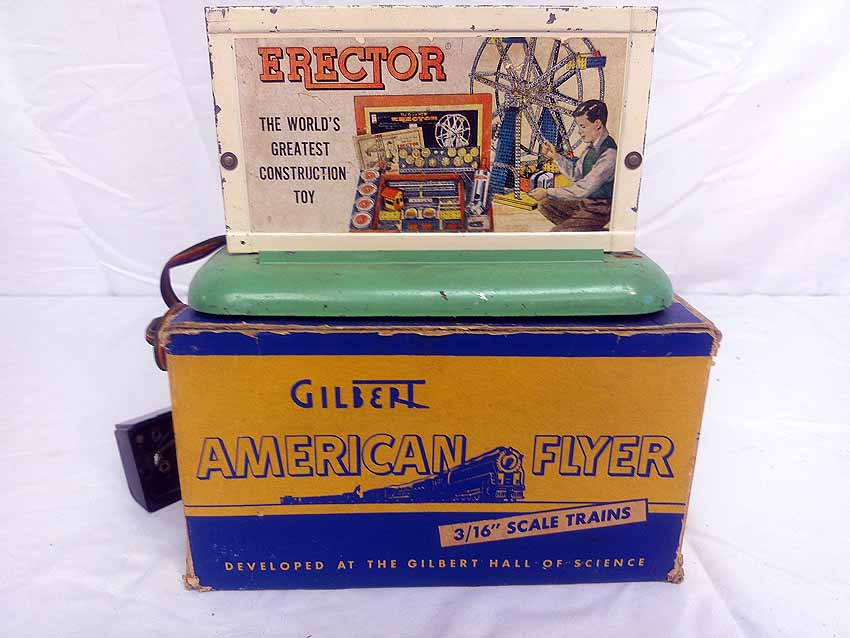 ERECTOR
THE WORLD'S
GREATEST
CONSTRUCTION
TOY
ERECTOR
GILBERT
AMERICAN FLYER
3/16" SCALE TRAINS
DEVELOPED AT THE GILBERT HALL OF SCIENCE